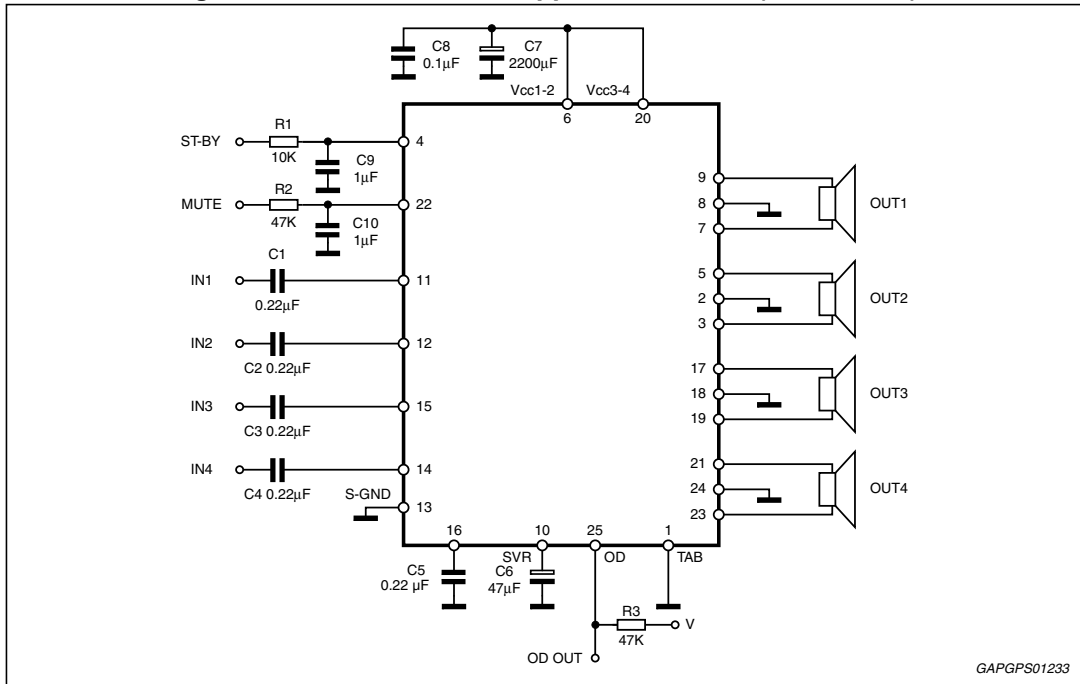 C8
0.1µF
C7
2200µF
Vcc1-2
Vcc3-4
6
20
ST-BY
R1
10K
4
C9
1µF
MUTE
R2
47K
22
C10
1µF
IN1
C1
0.22µF
11
IN2
C2 0.22µF
12
IN3
C3 0.22µF
15
IN4
C4 0.22µF
14
S-GND
13
9
8
7
OUT1
5
2
3
OUT2
17
18
19
OUT3
21
24
23
OUT4
16
10
25
1
SVR
OD
TAB
C5
0.22 µF
C6
47µF
R3
47K
V
OD OUT
GAPGPS01233